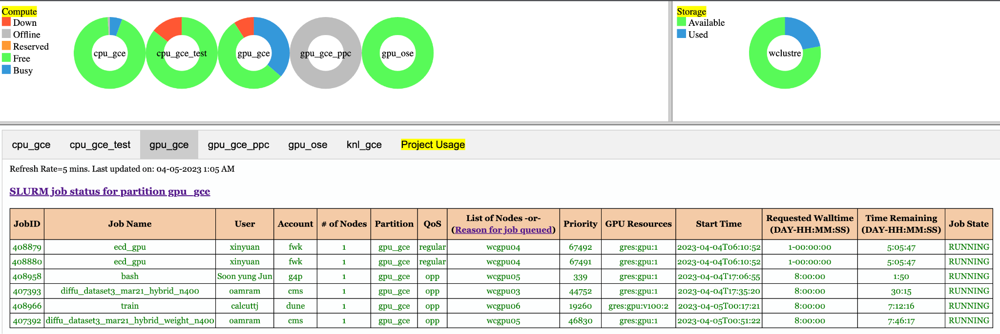 Compute
Down
Offline
Reserved
Free
Busy
cpu_gce
cpu_gce_test
gpu_gce
gpu_gce_ppc
gpu_ose
Storage
Available
Used
wclustre
cpu_gce cpu_gce_test gpu_gce gpu_gce_ppc gpu_ose knl_gce Project Usage
Refresh Rate=5 mins. Last updated on: 04-05-2023 1:05 AM
SLURM job status for partition gpu_gce
JobID Job Name User Account # of Nodes Partition QoS List of Nodes -or- (Reason for job queued) Priority GPU Resources Start Time Requested Walltime (DAY-HH:MM:SS) Time Remaining (DAY-HH:MM:SS) Job State
408879 ecd_gpu xinyuan fwk 1 gpu_gce regular wcgpu04 67492 gres:gpu:1 2023-04-04T06:10:52 1-00:00:00 5:05:47 RUNNING
408880 ecd_gpu xinyuan fwk 1 gpu_gce regular wcgpu04 67491 gres:gpu:1 2023-04-04T06:10:52 1-00:00:00 5:05:47 RUNNING
408958 bash Soon yung Jun g4p 1 gpu_gce opp wcgpu05 339 gres:gpu:1 2023-04-04T17:06:55 8:00:00 1:50 RUNNING
407393 diffu_dataset3_mar21_hybrid_n400 oamram cms 1 gpu_gce opp wcgpu03 44752 gres:gpu:1 2023-04-04T17:35:20 8:00:00 30:15 RUNNING
408966 train calcuttj dune 1 gpu_gce opp wcgpu06 19260 gres:gpu:v100:2 2023-04-05T00:17:21 8:00:00 7:12:16 RUNNING
407392 diffu_dataset3_mar21_hybrid_weight_n400 oamram cms 1 gpu_gce opp wcgpu05 46830 gres:gpu:1 2023-04-05T00:51:22 8:00:00 7:46:17 RUNNING